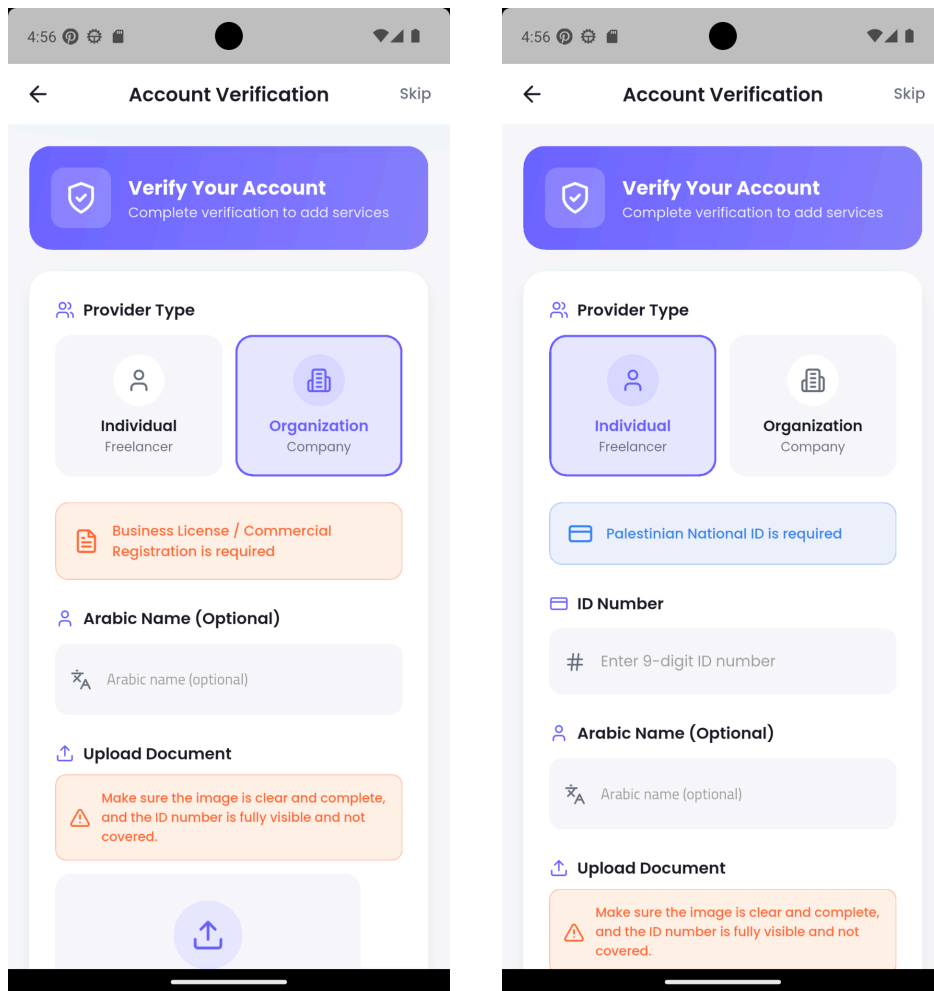 4:56
Account Verification
Skip
Verify Your Account
Complete verification to add services
Provider Type
Individual
Freelancer
Organization
Company
Business License / Commercial
Registration is required
Arabic Name (Optional)
Arabic name (optional)
Upload Document
Make sure the image is clear and complete,
and the ID number is fully visible and not
covered.
4:56
Account Verification
Skip
Verify Your Account
Complete verification to add services
Provider Type
Individual
Freelancer
Organization
Company
Palestinian National ID is required
ID Number
# Enter 9-digit ID number
Arabic Name (Optional)
Arabic name (optional)
Upload Document
Make sure the image is clear and complete,
and the ID number is fully visible and not
covered.